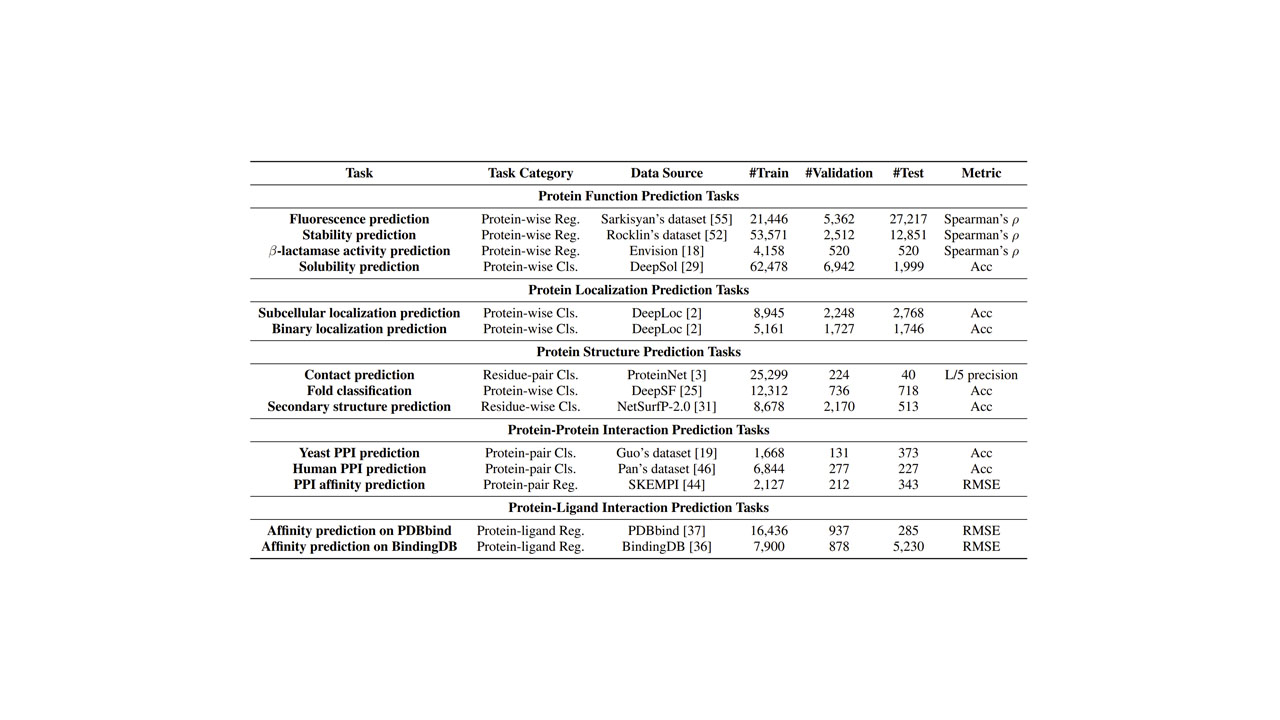 Task Task Category Data Source #Train #Validation #Test Metric
Protein Function Prediction Tasks
Fluorescence prediction Protein-wise Reg. Sarkisyan's dataset [55] 21,446 5,362 27,217 Spearman's ρ
Stability prediction Protein-wise Reg. Rocklin's dataset [52] 53,571 2,512 12,851 Spearman's ρ
β-lactamase activity prediction Protein-wise Reg. Envision [18] 4,158 520 520 Spearman's ρ
Solubility prediction Protein-wise Cls. DeepSol [29] 62,478 6,942 1,999 Acc
Protein Localization Prediction Tasks
Subcellular localization prediction Protein-wise Cls. DeepLoc [2] 8,945 2,248 2,768 Acc
Binary localization prediction Protein-wise Cls. DeepLoc [2] 5,161 1,727 1,746 Acc
Protein Structure Prediction Tasks
Contact prediction Residue-pair Cls. ProteinNet [3] 25,299 224 40 L/5 precision
Fold classification Protein-wise Cls. DeepSF [25] 12,312 736 718 Acc
Secondary structure prediction Residue-wise Cls. NetSurfP-2.0 [31] 8,678 2,170 513 Acc
Protein-Protein Interaction Prediction Tasks
Yeast PPI prediction Protein-pair Cls. Guo's dataset [19] 1,668 131 373 Acc
Human PPI prediction Protein-pair Cls. Pan's dataset [46] 6,844 277 227 Acc
PPI affinity prediction Protein-pair Reg. SKEMPI [44] 2,127 212 343 RMSE
Protein-Ligand Interaction Prediction Tasks
Affinity prediction on PDBbind Protein-ligand Reg. PDBbind [37] 16,436 937 285 RMSE
Affinity prediction on BindingDB Protein-ligand Reg. BindingDB [36] 7,900 878 5,230 RMSE